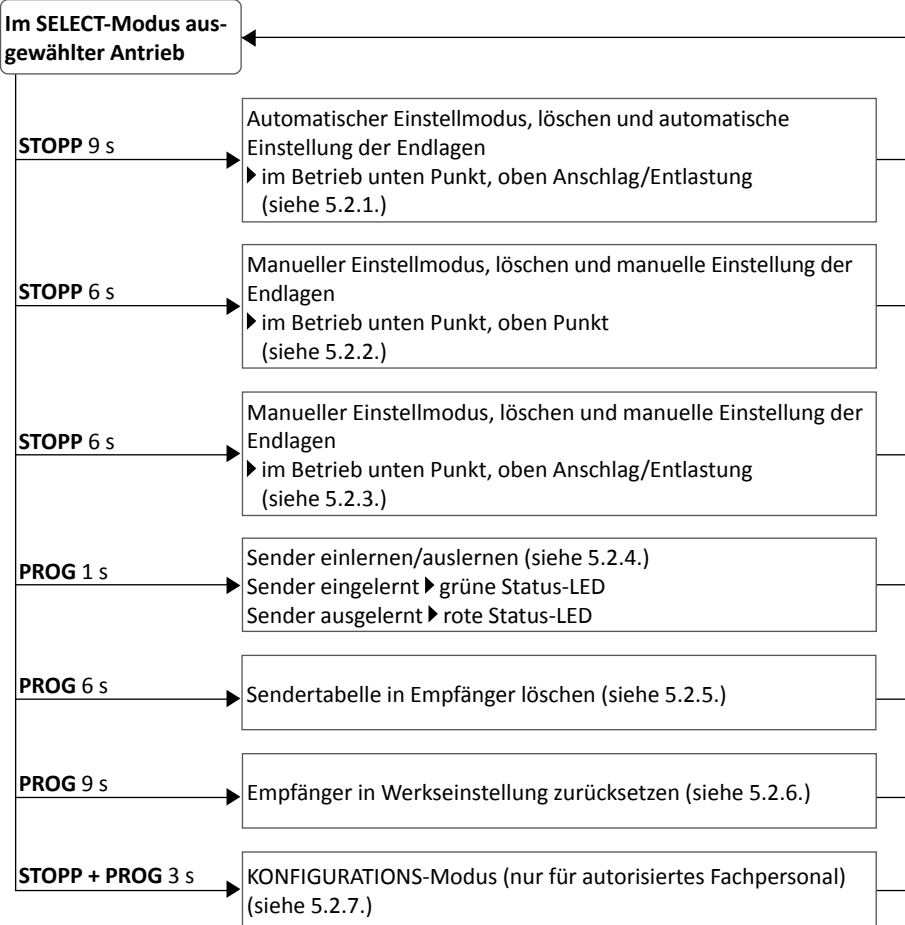 Im SELECT-Modus aus-
gewählter Antrieb
STOPP 9 s
Automatischer Einstellmodus, löschen und automatische
Einstellung der Endlagen
im Betrieb unten Punkt, oben Anschlag/Entlastung
(siehe 5.2.1.)
STOPP 6 s
Manueller Einstellmodus, löschen und manuelle Einstellung der
Endlagen
im Betrieb unten Punkt, oben Punkt
(siehe 5.2.2.)
STOPP 6 s
Manueller Einstellmodus, löschen und manuelle Einstellung der
Endlagen
im Betrieb unten Punkt, oben Anschlag/Entlastung
(siehe 5.2.3.)
PROG 1 s
Sender einlernen/auslernen (siehe 5.2.4.)
Sender eingelernt grüne Status-LED
Sender ausgelernt rote Status-LED
PROG 6 s
Sendertabelle in Empfänger löschen (siehe 5.2.5.)
PROG 9 s
Empfänger in Werkseinstellung zurücksetzen (siehe 5.2.6.)
STOPP + PROG 3 s
KONFIGURATIONS-Modus (nur für autorisiertes Fachpersonal)
(siehe 5.2.7.)